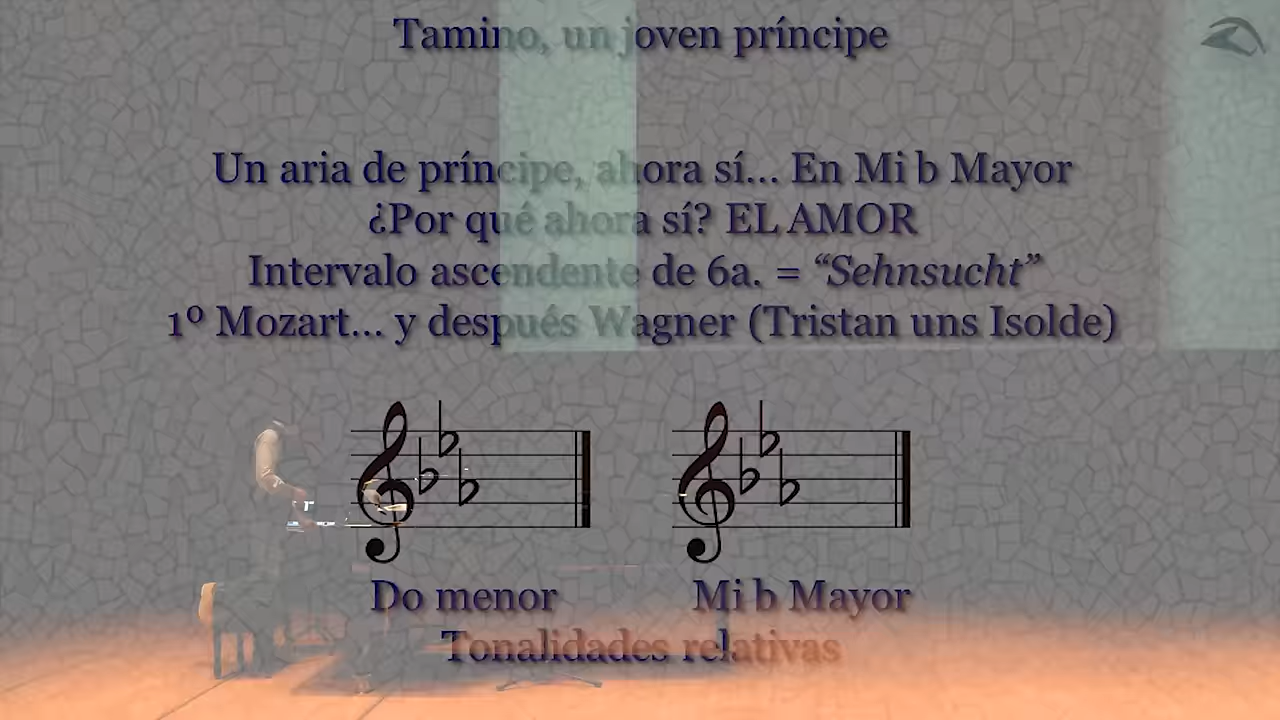 Tamino, un joven príncipe
Un aria de príncipe, ahora sí... En Mi b Mayor
¿Por qué ahora sí? EL AMOR
Intervalo ascendente de 6a. = “Sehnsucht”
1º Mozart... y después Wagner (Tristan uns Isolde)
Do menor Mi b Mayor
Tonalidades relativas